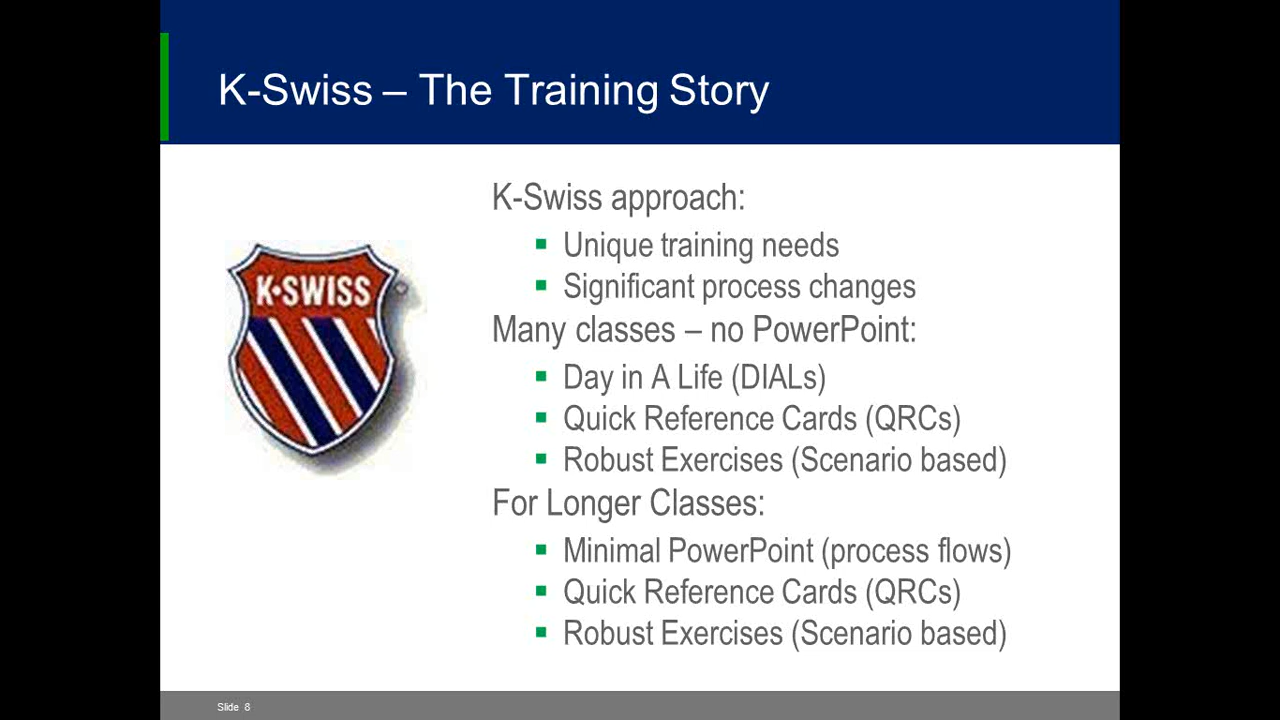 K-Swiss – The Training Story
K•SWISS
K-Swiss approach:
Unique training needs
Significant process changes
Many classes – no PowerPoint:
Day in A Life (DIALs)
Quick Reference Cards (QRCs)
Robust Exercises (Scenario based)
For Longer Classes:
Minimal PowerPoint (process flows)
Quick Reference Cards (QRCs)
Robust Exercises (Scenario based)
Slide 8